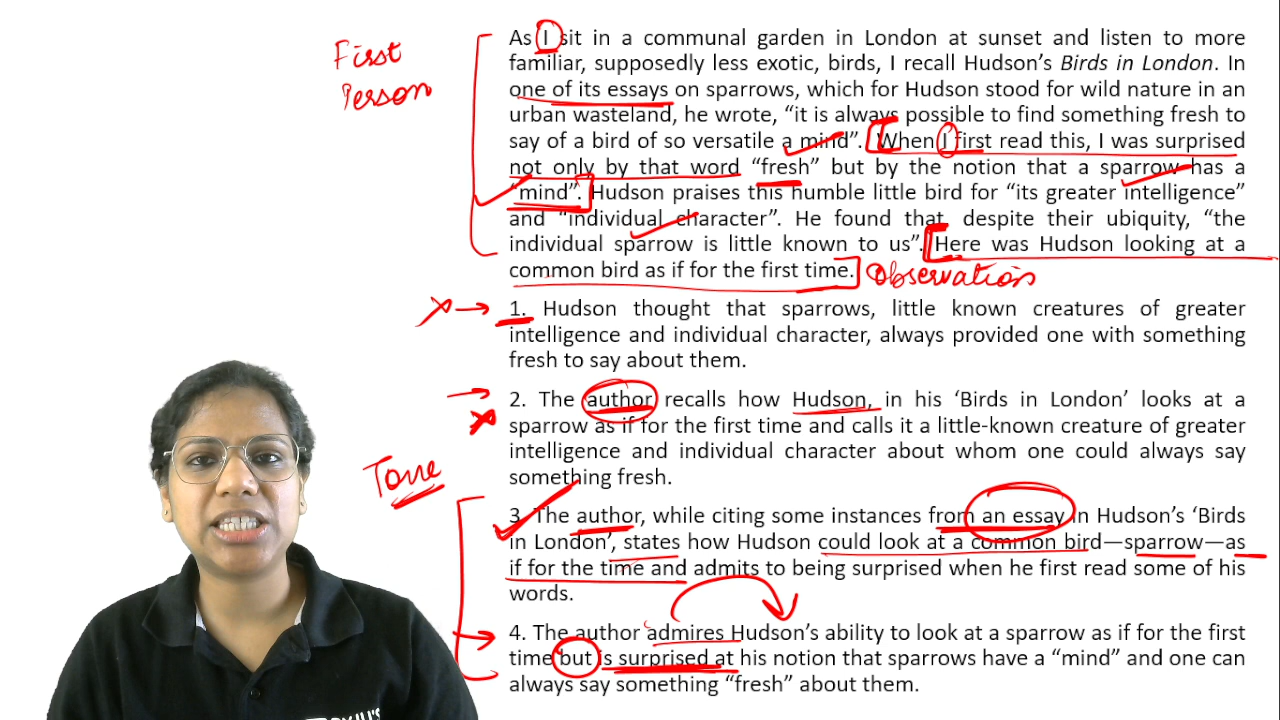 First
Person
As I sit in a communal garden in London at sunset and listen to more
familiar, supposedly less exotic, birds, I recall Hudson's Birds in London. In
one of its essays on sparrows, which for Hudson stood for wild nature in an
urban wasteland, he wrote, "it is always possible to find something fresh to
say of a bird of so versatile a mind". When I first read this, I was surprised
not only by that word "fresh" but by the notion that a sparrow has a
"mind". Hudson praises this humble little bird for "its greater intelligence"
and "individual character". He found that, despite their ubiquity, "the
individual sparrow is little known to us". Here was Hudson looking at a
common bird as if for the first time.
Observation
1. Hudson thought that sparrows, little known creatures of greater
intelligence and individual character, always provided one with something
fresh to say about them.
2. The author recalls how Hudson, in his 'Birds in London' looks at a
sparrow as if for the first time and calls it a little-known creature of greater
intelligence and individual character about whom one could always say
something fresh.
Tone
3. The author, while citing some instances from an essay in Hudson's 'Birds
in London', states how Hudson could look at a common bird—sparrow—as
if for the time and admits to being surprised when he first read some of his
words.
4. The author admires Hudson's ability to look at a sparrow as if for the first
time but is surprised at his notion that sparrows have a "mind" and one can
always say something "fresh" about them.